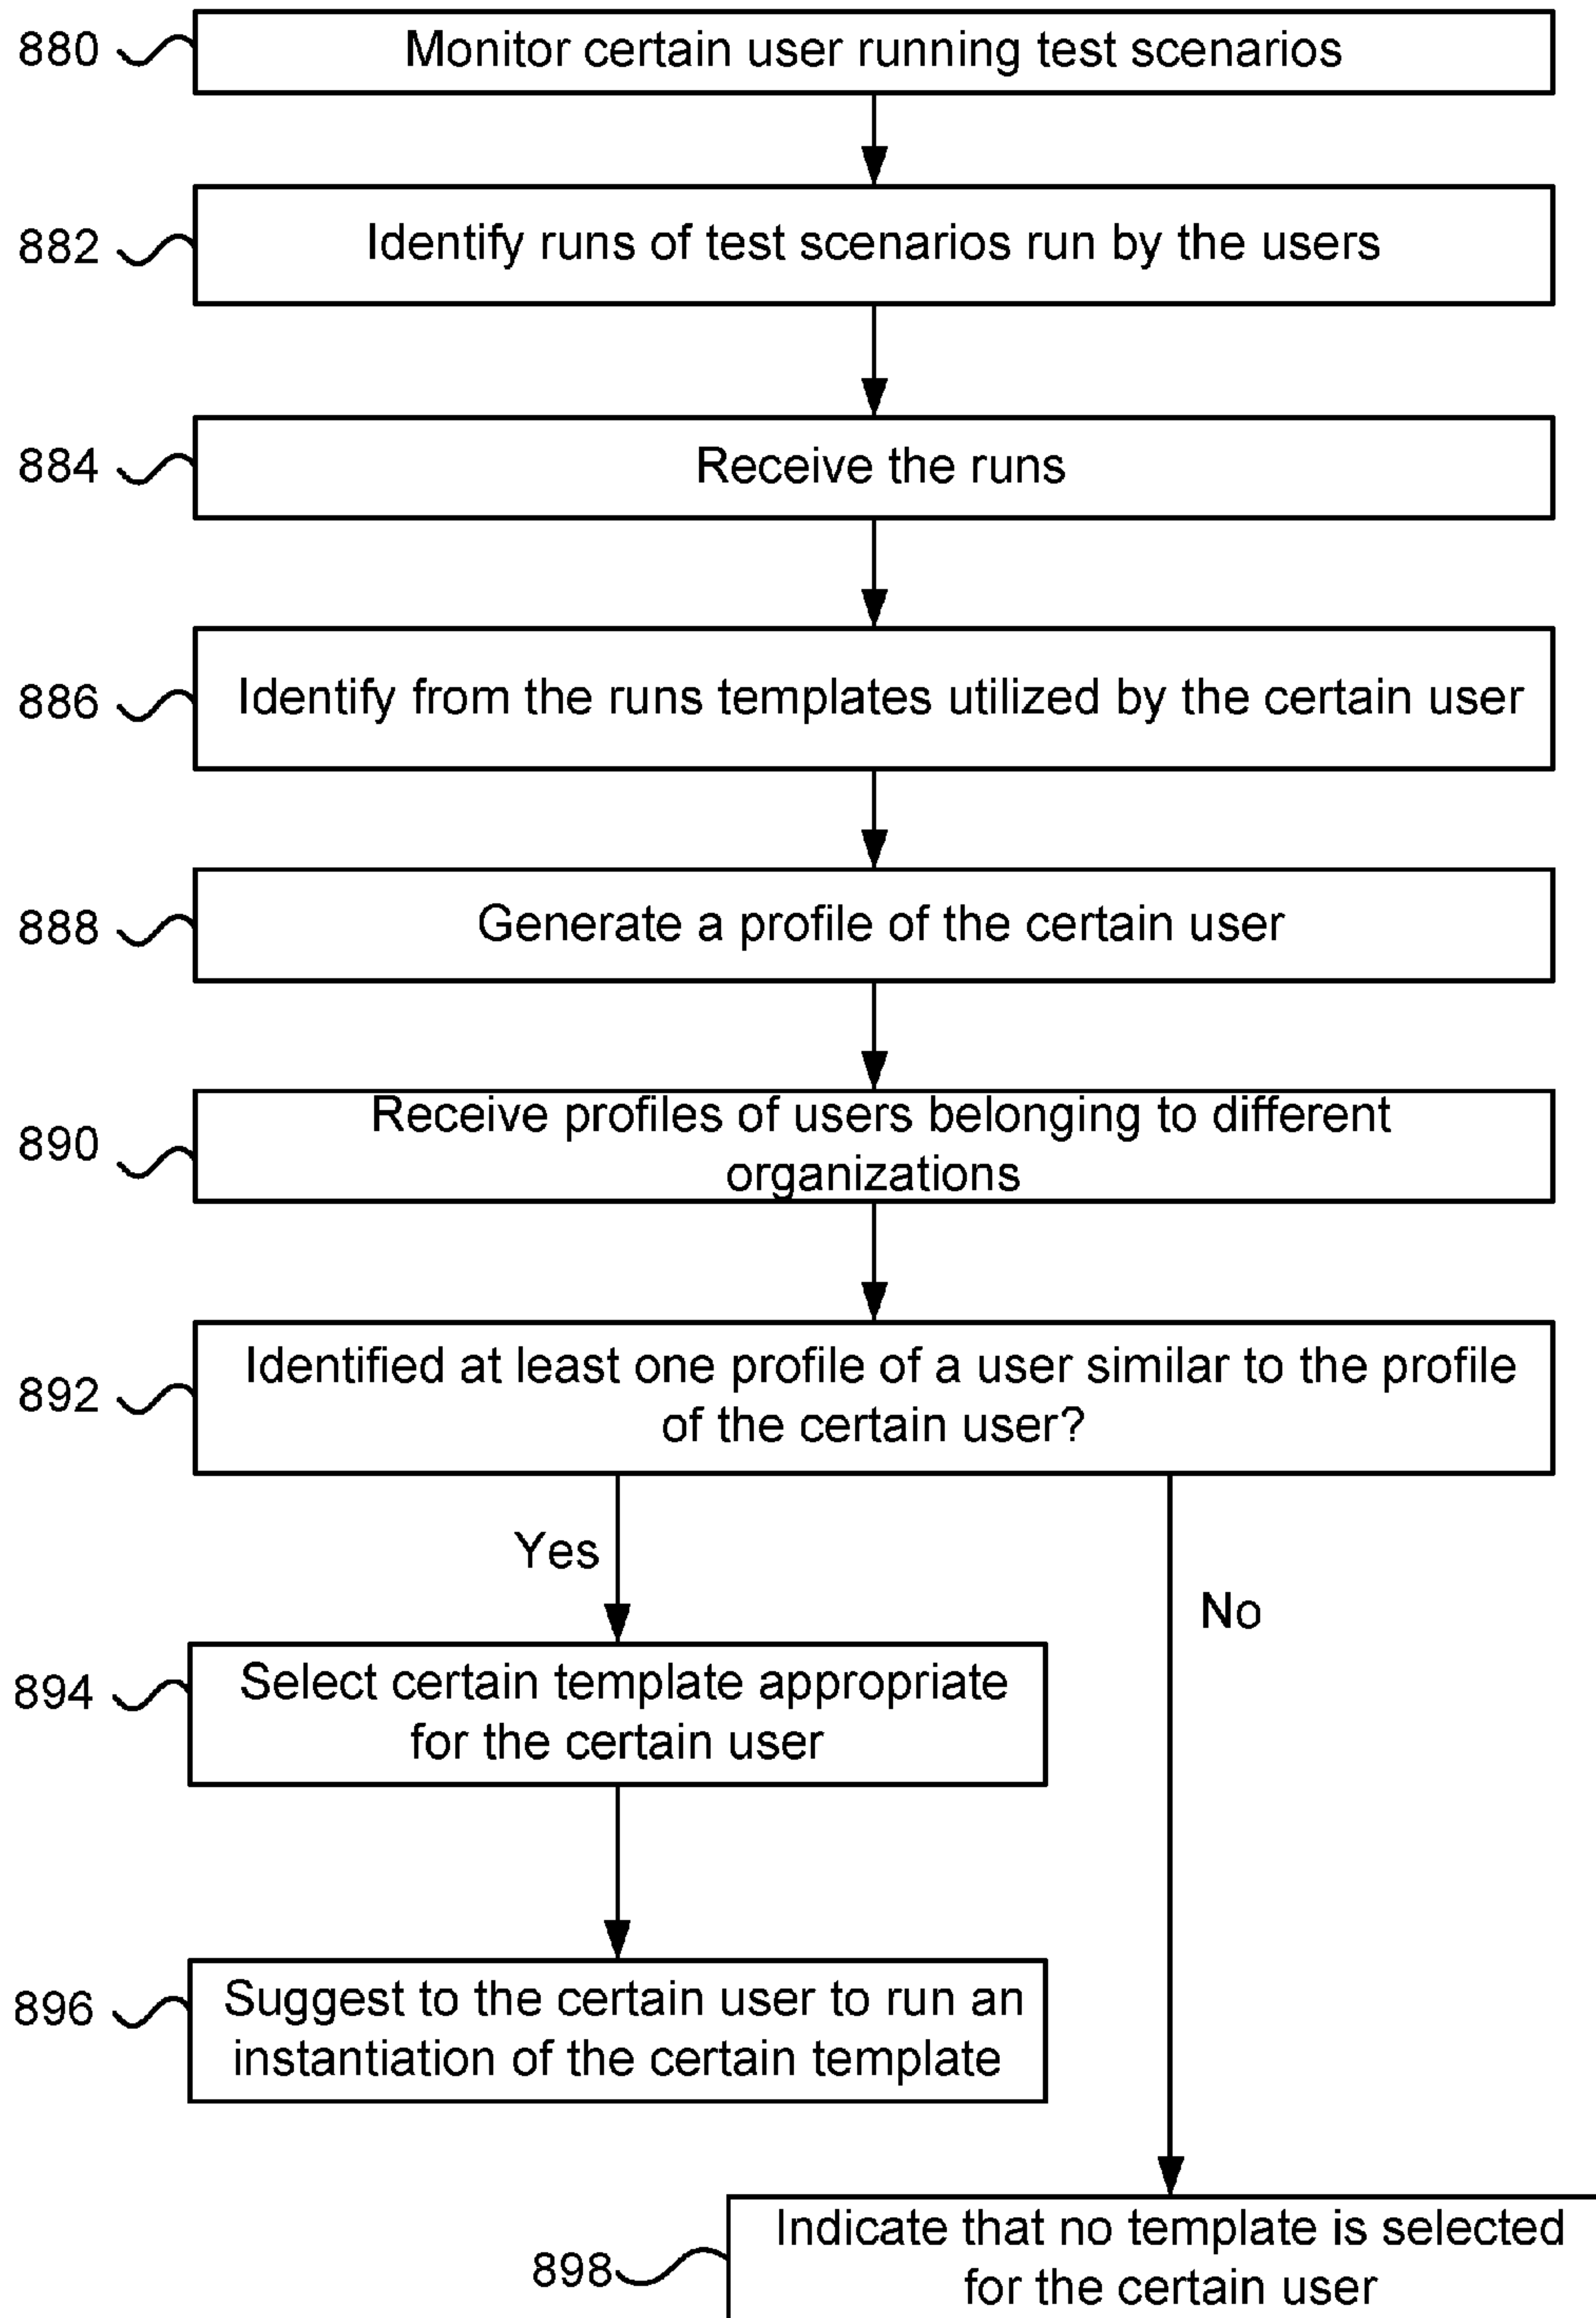 880 Monitor certain user running test scenarios
882 Identify runs of test scenarios run by the users
884 Receive the runs
886 Identify from the runs templates utilized by the certain user
888 Generate a profile of the certain user
890 Receive profiles of users belonging to different
organizations
892 Identified at least one profile of a user similar to the profile
of the certain user?
Yes
No
894 Select certain template appropriate
for the certain user
896 Suggest to the certain user to run an
instantiation of the certain template
898 Indicate that no template is selected
for the certain user